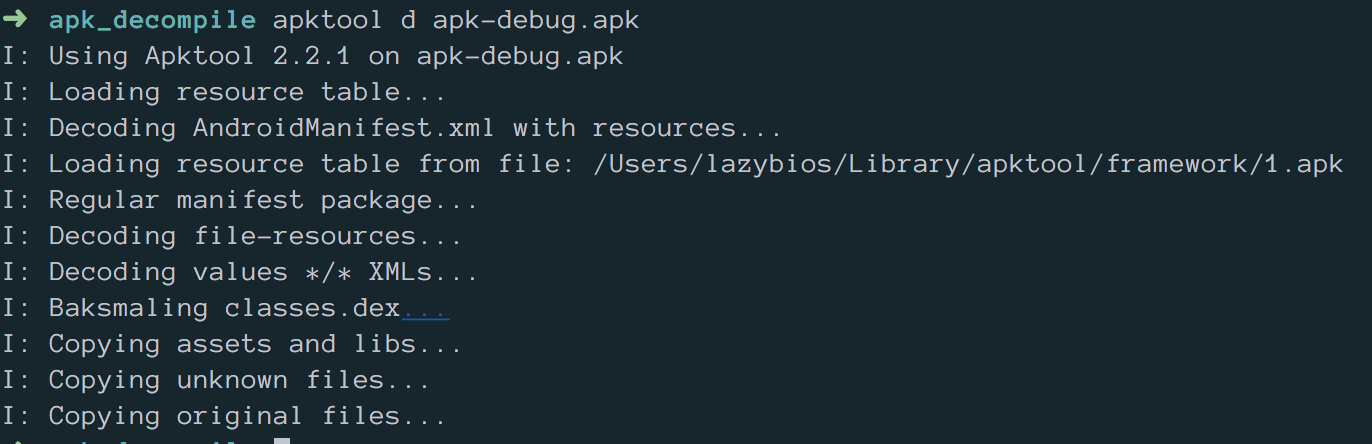 ➜ apk_decompile apktool d apk-debug.apk
I: Using Apktool 2.2.1 on apk-debug.apk
I: Loading resource table...
I: Decoding AndroidManifest.xml with resources...
I: Loading resource table from file: /Users/lazybios/Library/apktool/framework/1.apk
I: Regular manifest package...
I: Decoding file-resources...
I: Decoding values */* XMLs...
I: Baksmaling classes.dex...
I: Copying assets and libs...
I: Copying unknown files...
I: Copying original files...